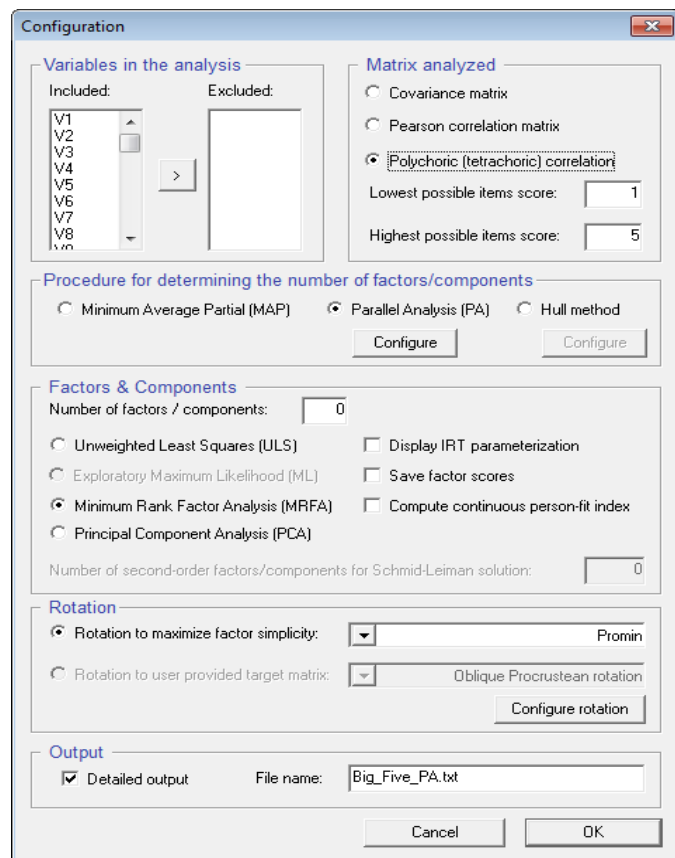 Configuration
Variables in the analysis
Included:
Excluded:
V1
V2
V3
V4
V5
V6
V7
V8
>
Matrix analyzed
Covariance matrix
Pearson correlation matrix
Polychoric (tetrachoric) correlation
Lowest possible items score: 1
Highest possible items score: 5
Procedure for determining the number of factors/components
Minimum Average Partial (MAP) Parallel Analysis (PA) Hull method
Configure Configure
Factors & Components
Number of factors / components: 0
Unweighted Least Squares (ULS) Display IRT parameterization
Exploratory Maximum Likelihood (ML) Save factor scores
Minimum Rank Factor Analysis (MRFA) Compute continuous person-fit index
Principal Component Analysis (PCA)
Number of second-order factors/components for Schmid-Leiman solution: 0
Rotation
Rotation to maximize factor simplicity: Promin
Rotation to user provided target matrix: Oblique Procrustean rotation
Configure rotation
Output
Detailed output File name: Big_Five_PA.txt
Cancel OK